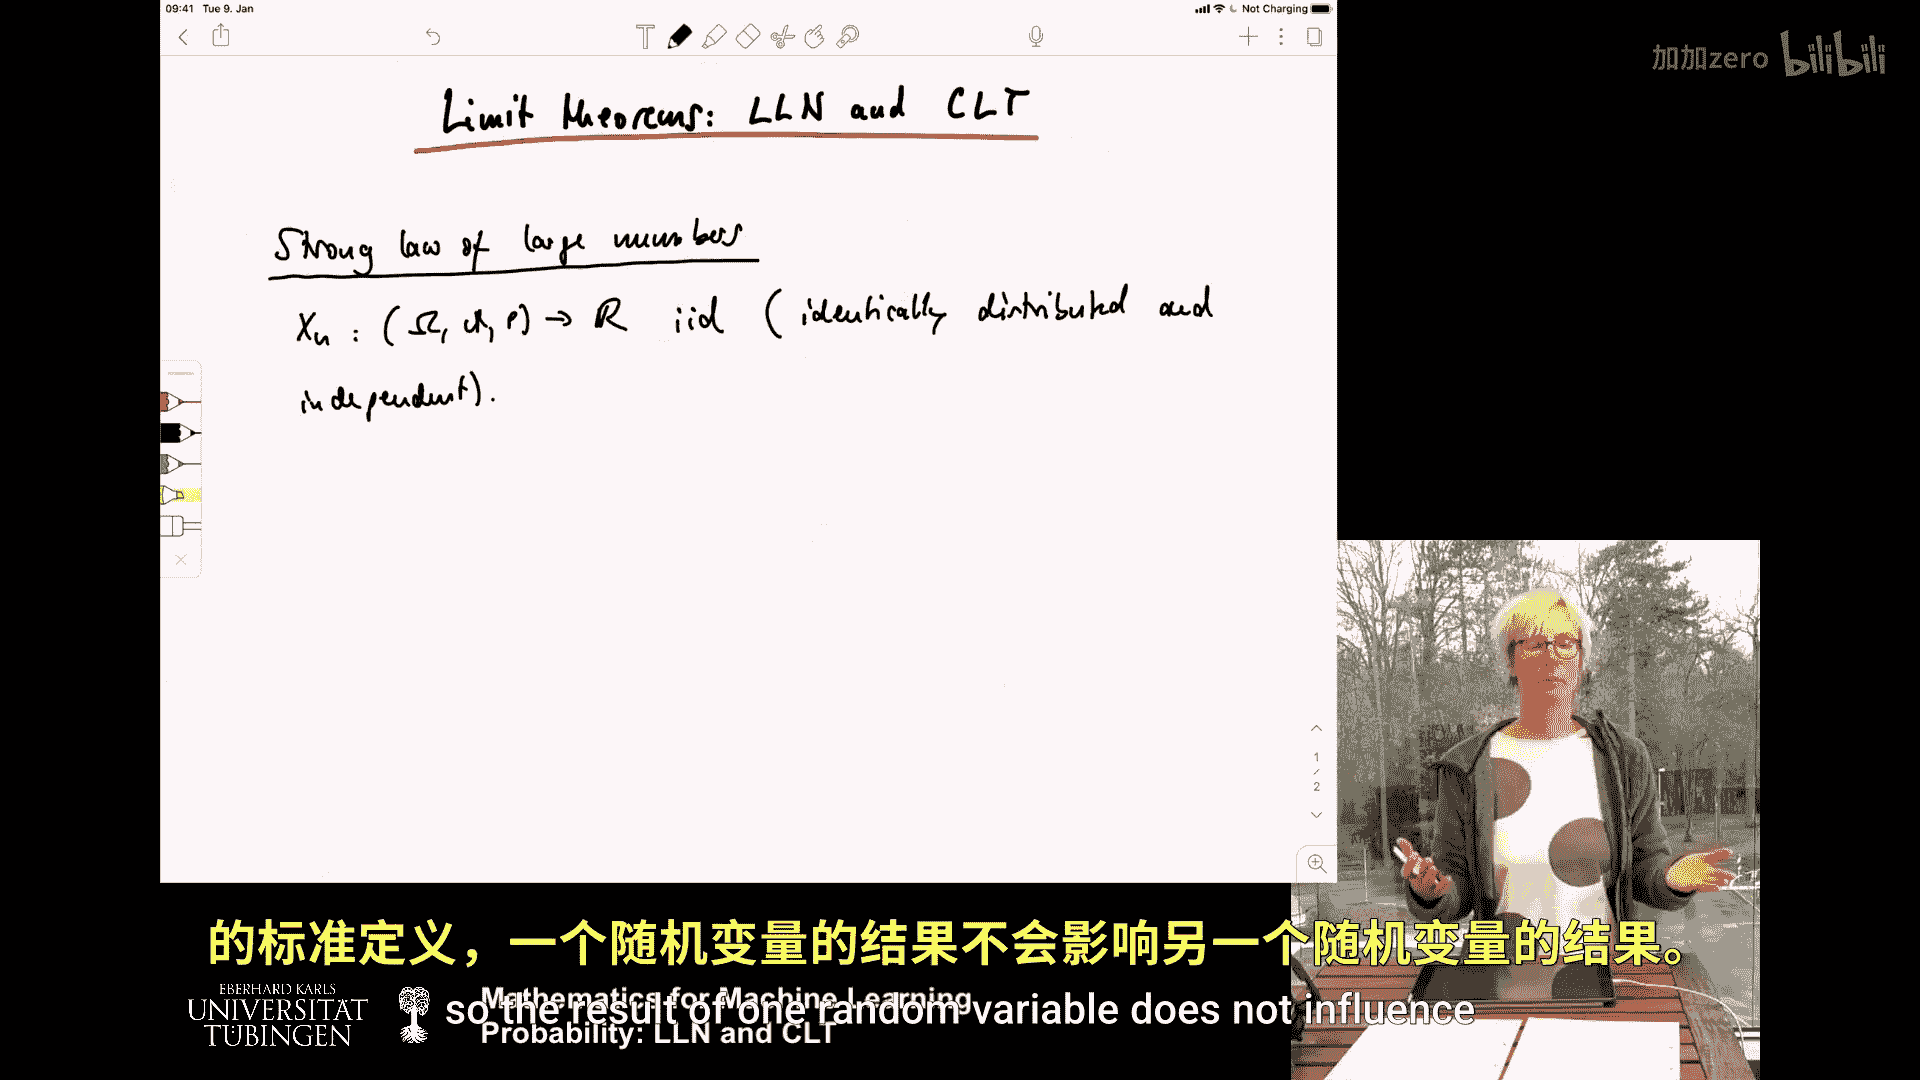 09:41 Tue 9. Jan
Not Charging
加加zero bilibili
Limit theorems: LLN and CLT
Strong law of large numbers
Xₙ : (Ω, 𝒜, P) → ℝ iid ( identically distributed and
independent).
1
/
2
的标准定义，一个随机变量的结果不会影响另一个随机变量的结果。
so the result of one random variable does not influence
EBERHARD KARLS
UNIVERSITÄT
TÜBINGEN
Mathematics for Machine Learning
Probability: LLN and CLT